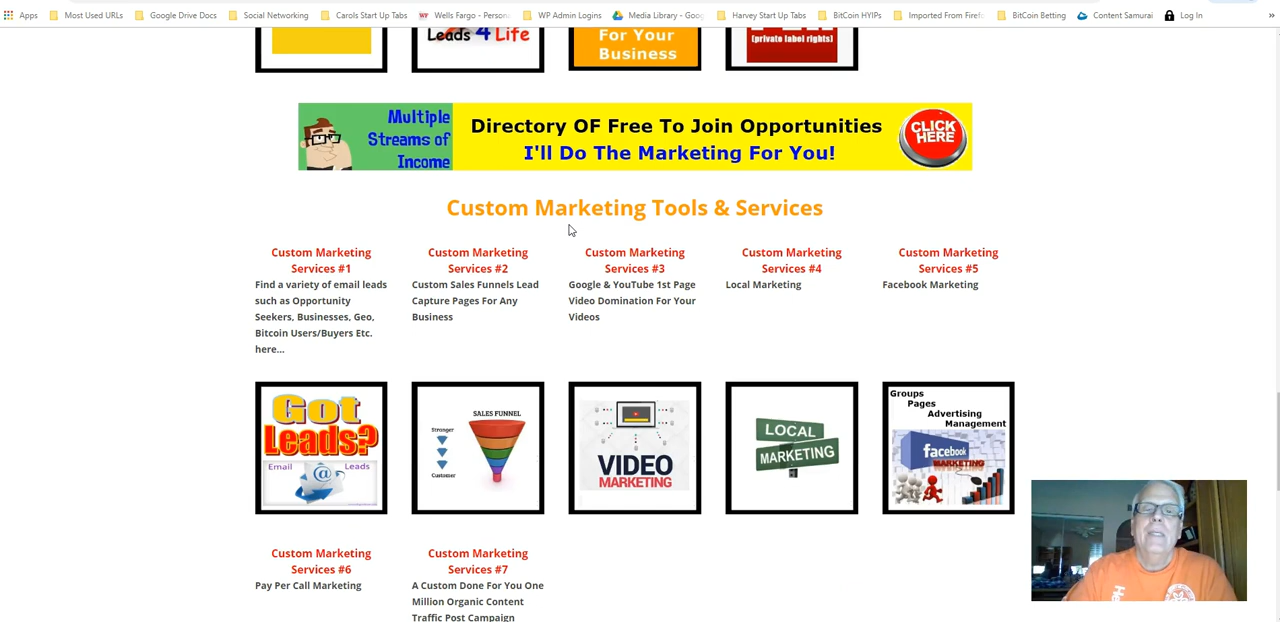 Apps
Most Used URLs
Google Drive Docs
Social Networking
Carols Start Up Tabs
Wells Fargo - Person
WP Admin Logins
Media Library - Goo
Harvey Start Up Tabs
BitCoin HYIPs
Imported From Firef
BitCoin Betting
Content Samurai
Log In
»
Leads 4 Life
For Your
Business
(private label rights)
Multiple
Streams of
Income
Directory OF Free To Join Opportunities
I'll Do The Marketing For You!
CLICK
HERE
Custom Marketing Tools & Services
Custom Marketing
Services #1
Find a variety of email leads
such as Opportunity
Seekers, Businesses, Geo,
Bitcoin Users/Buyers Etc.
here...
Custom Marketing
Services #2
Custom Sales Funnels Lead
Capture Pages For Any
Business
Custom Marketing
Services #3
Google & YouTube 1st Page
Video Domination For Your
Videos
Custom Marketing
Services #4
Local Marketing
Custom Marketing
Services #5
Facebook Marketing
Got
Leads?
Email Leads
SALES FUNNEL
Stronger
Customer
VIDEO
MARKETING
LOCAL
MARKETING
Groups
Pages
Advertising
Management
facebook
MARKETING
Custom Marketing
Services #6
Pay Per Call Marketing
Custom Marketing
Services #7
A Custom Done For You One
Million Organic Content
Traffic Post Campaign